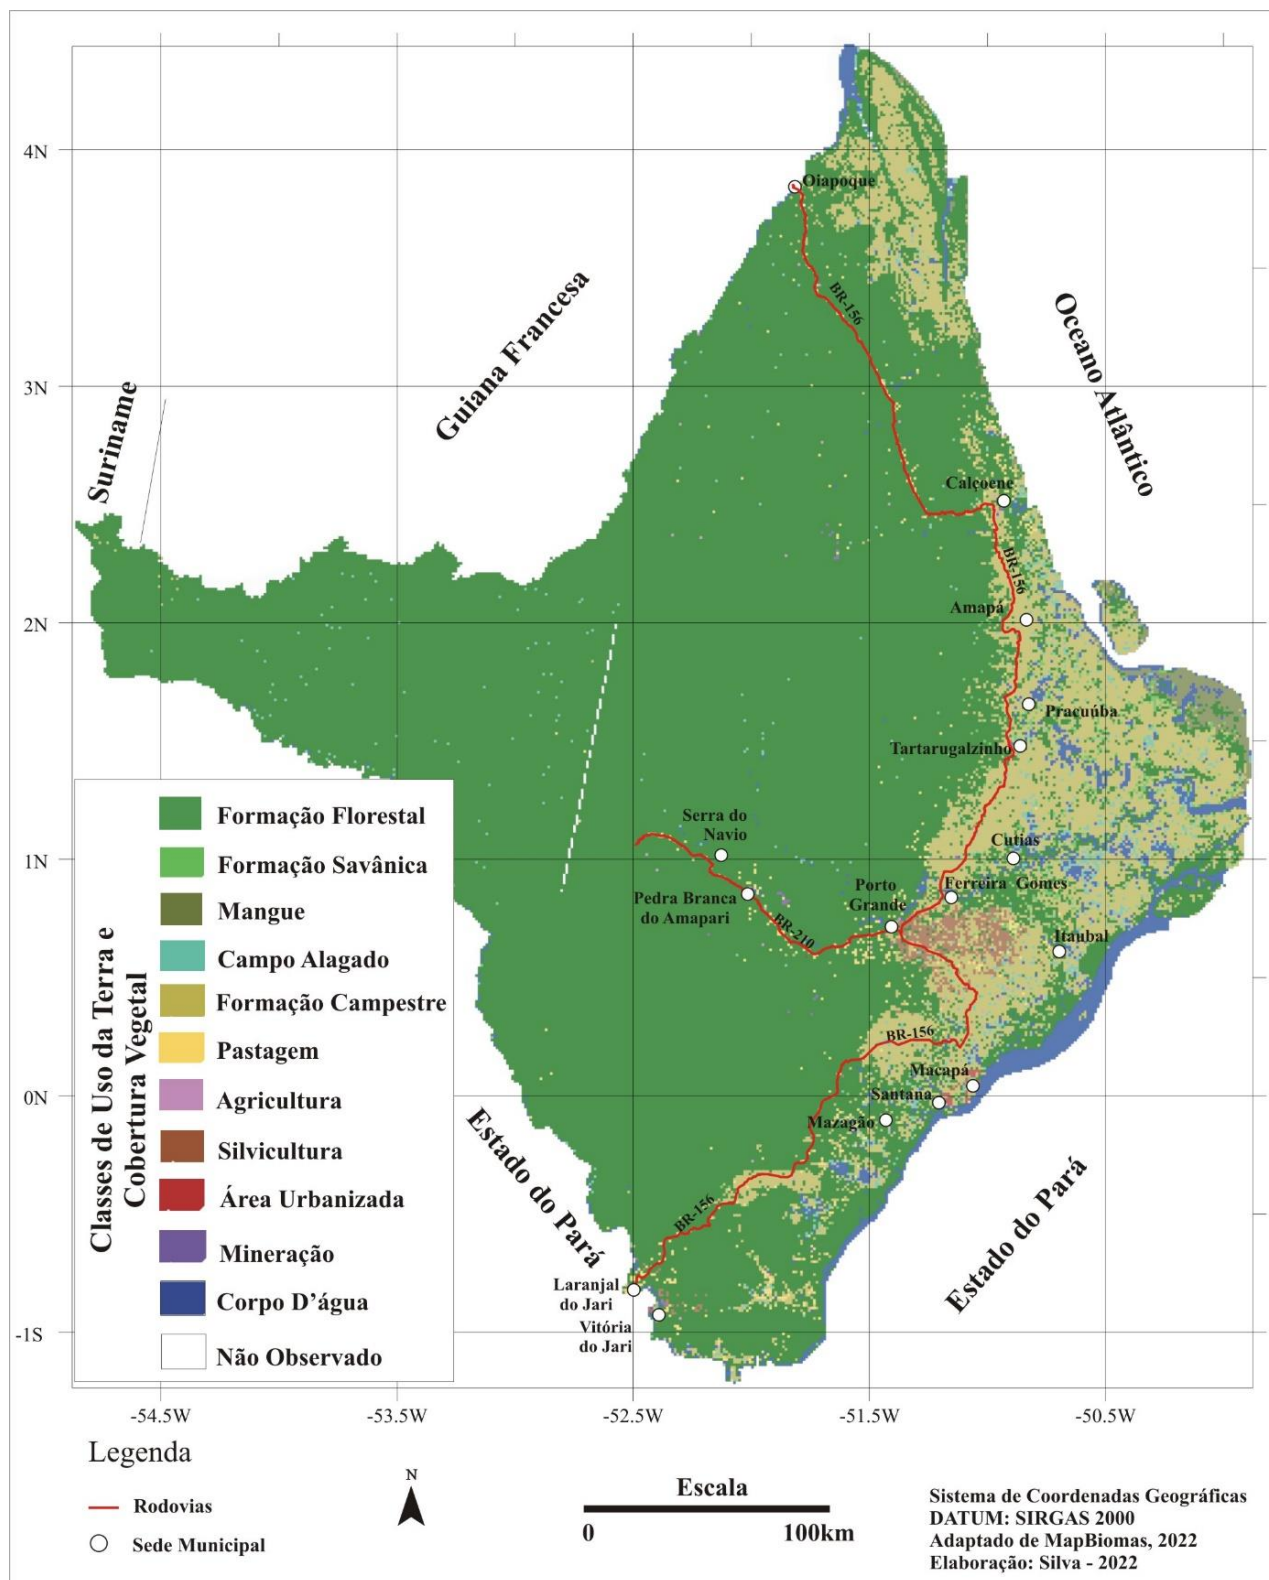 4N
3N
2N
1N
0N
-1S
Oiapoque
BR-156
Guiana Francesa
Suriname
Oceano Atlântico
Calçoene
BR-156
Amapá
Pracuúba
Tartarugalzinho
Serra do
Navio
Cutias
Pedra Branca
do Amapari
Porto
Grande
Ferreira Gomes
BR-210
Itaubal
BR-156
Macapá
Santana
Mazagão
Estado do Pará
BR-156
Estado do Pará
Laranjal
do Jari
Vitória
do Jari
Classes de Uso da Terra e
Cobertura Vegetal
Formação Florestal
Formação Savânica
Mangue
Campo Alagado
Formação Campestre
Pastagem
Agricultura
Silvicultura
Área Urbanizada
Mineração
Corpo D'água
Não Observado
-54.5W
-53.5W
-52.5W
-51.5W
-50.5W
Legenda
Rodovias
Sede Municipal
N
Escala
0
100km
Sistema de Coordenadas Geográficas
DATUM: SIRGAS 2000
Adaptado de MapBiomas, 2022
Elaboração: Silva - 2022